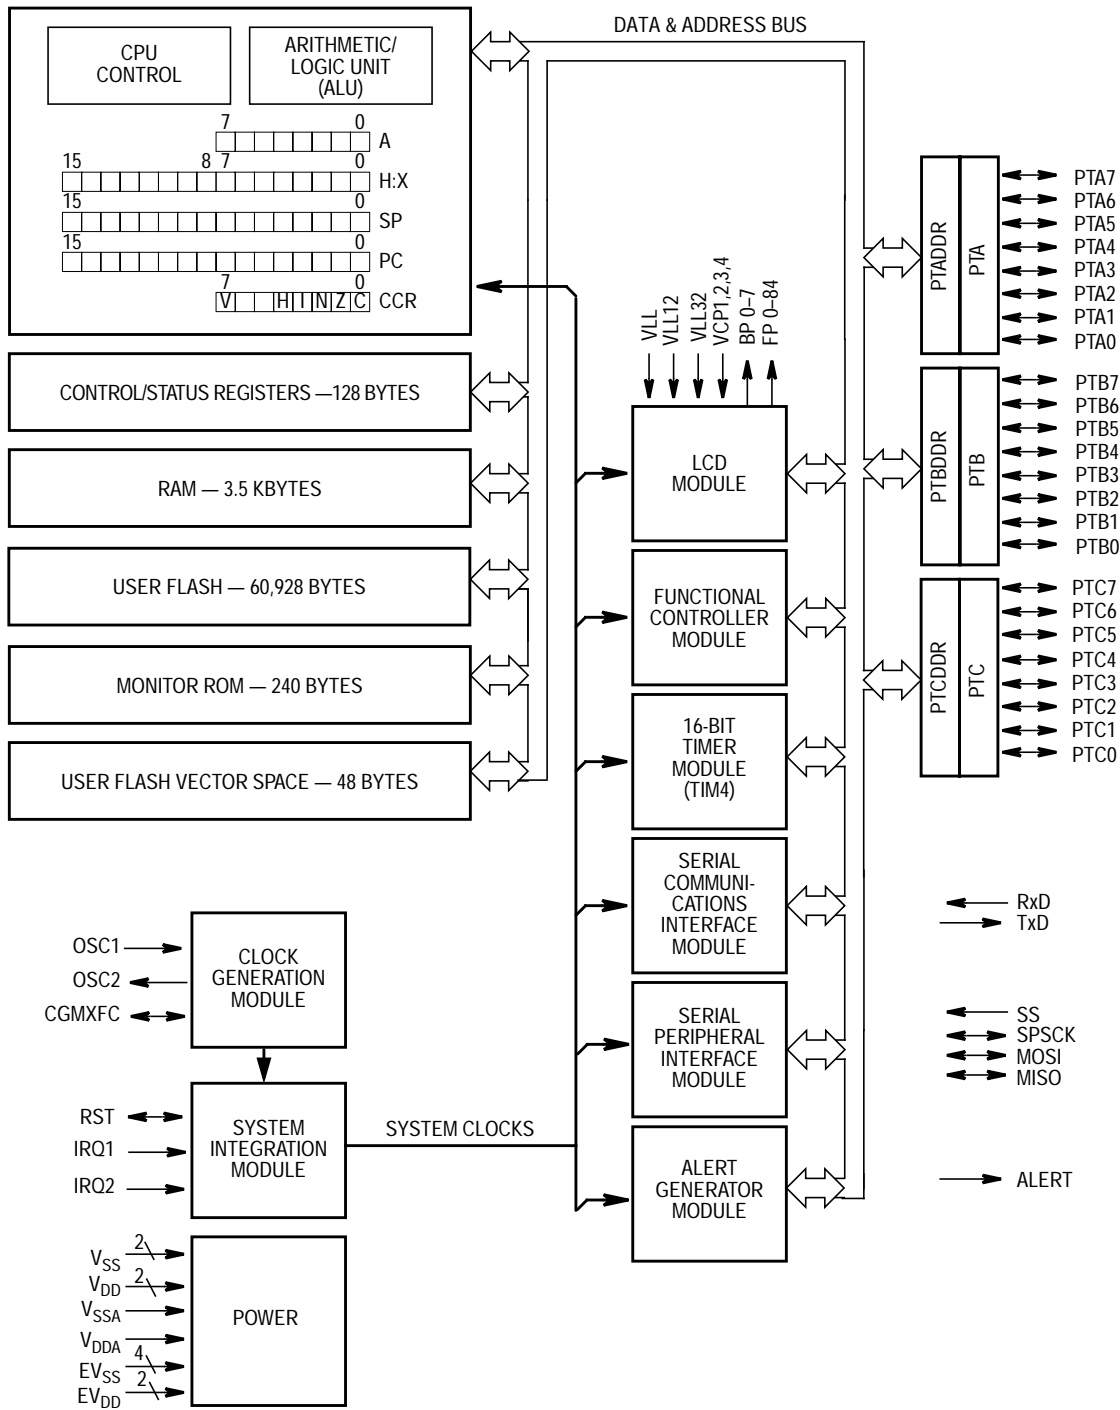 DATA & ADDRESS BUS
CPU
CONTROL
ARITHMETIC/
LOGIC UNIT
(ALU)
7 0
A
15 8 7 0
H:X
15 0
SP
15 0
PC
7 0
V H I N Z C CCR
CONTROL/STATUS REGISTERS —128 BYTES
RAM — 3.5 KBYTES
USER FLASH — 60,928 BYTES
MONITOR ROM — 240 BYTES
USER FLASH VECTOR SPACE — 48 BYTES
OSC1
OSC2
CGMXFC
CLOCK
GENERATION
MODULE
RST
IRQ1
IRQ2
SYSTEM
INTEGRATION
MODULE
SYSTEM CLOCKS
VSS 2
VDD 2
VSSA
VDDA
EVSS 4
EVDD 2
POWER
VLL
VLL12
VLL32
VCP1,2,3,4
BP 0–7
FP 0–84
LCD
MODULE
FUNCTIONAL
CONTROLLER
MODULE
16-BIT
TIMER
MODULE
(TIM4)
SERIAL
COMMUNI-
CATIONS
INTERFACE
MODULE
SERIAL
PERIPHERAL
INTERFACE
MODULE
ALERT
GENERATOR
MODULE
PTADDR
PTA
PTA7
PTA6
PTA5
PTA4
PTA3
PTA2
PTA1
PTA0
PTBDDR
PTB
PTB7
PTB6
PTB5
PTB4
PTB3
PTB2
PTB1
PTB0
PTCDDR
PTC
PTC7
PTC6
PTC5
PTC4
PTC3
PTC2
PTC1
PTC0
RxD
TxD
SS
SPSCK
MOSI
MISO
ALERT